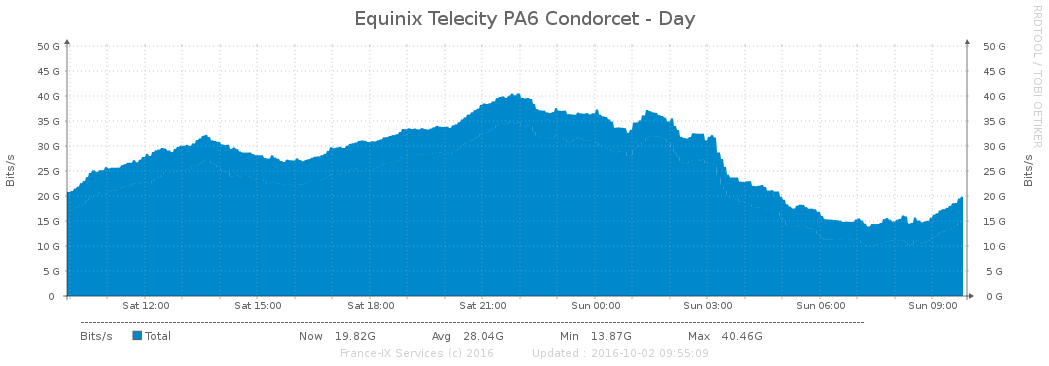 Equinix Telecity PA6 Condorcet - Day
RRDTOOL / TOBI OETIKER
50 G 50 G
45 G 45 G
40 G 40 G
35 G 35 G
30 G 30 G
25 G 25 G
20 G 20 G
15 G 15 G
10 G 10 G
5 G 5 G
0 0 G
Bits/s
Bits/s
Sat 12:00 Sat 15:00 Sat 18:00 Sat 21:00 Sun 00:00 Sun 03:00 Sun 06:00 Sun 09:00
Bits/s Total Now 19.82G Avg 28.04G Min 13.87G Max 40.46G
France-IX Services (c) 2016 Updated : 2016-10-02 09:55:09